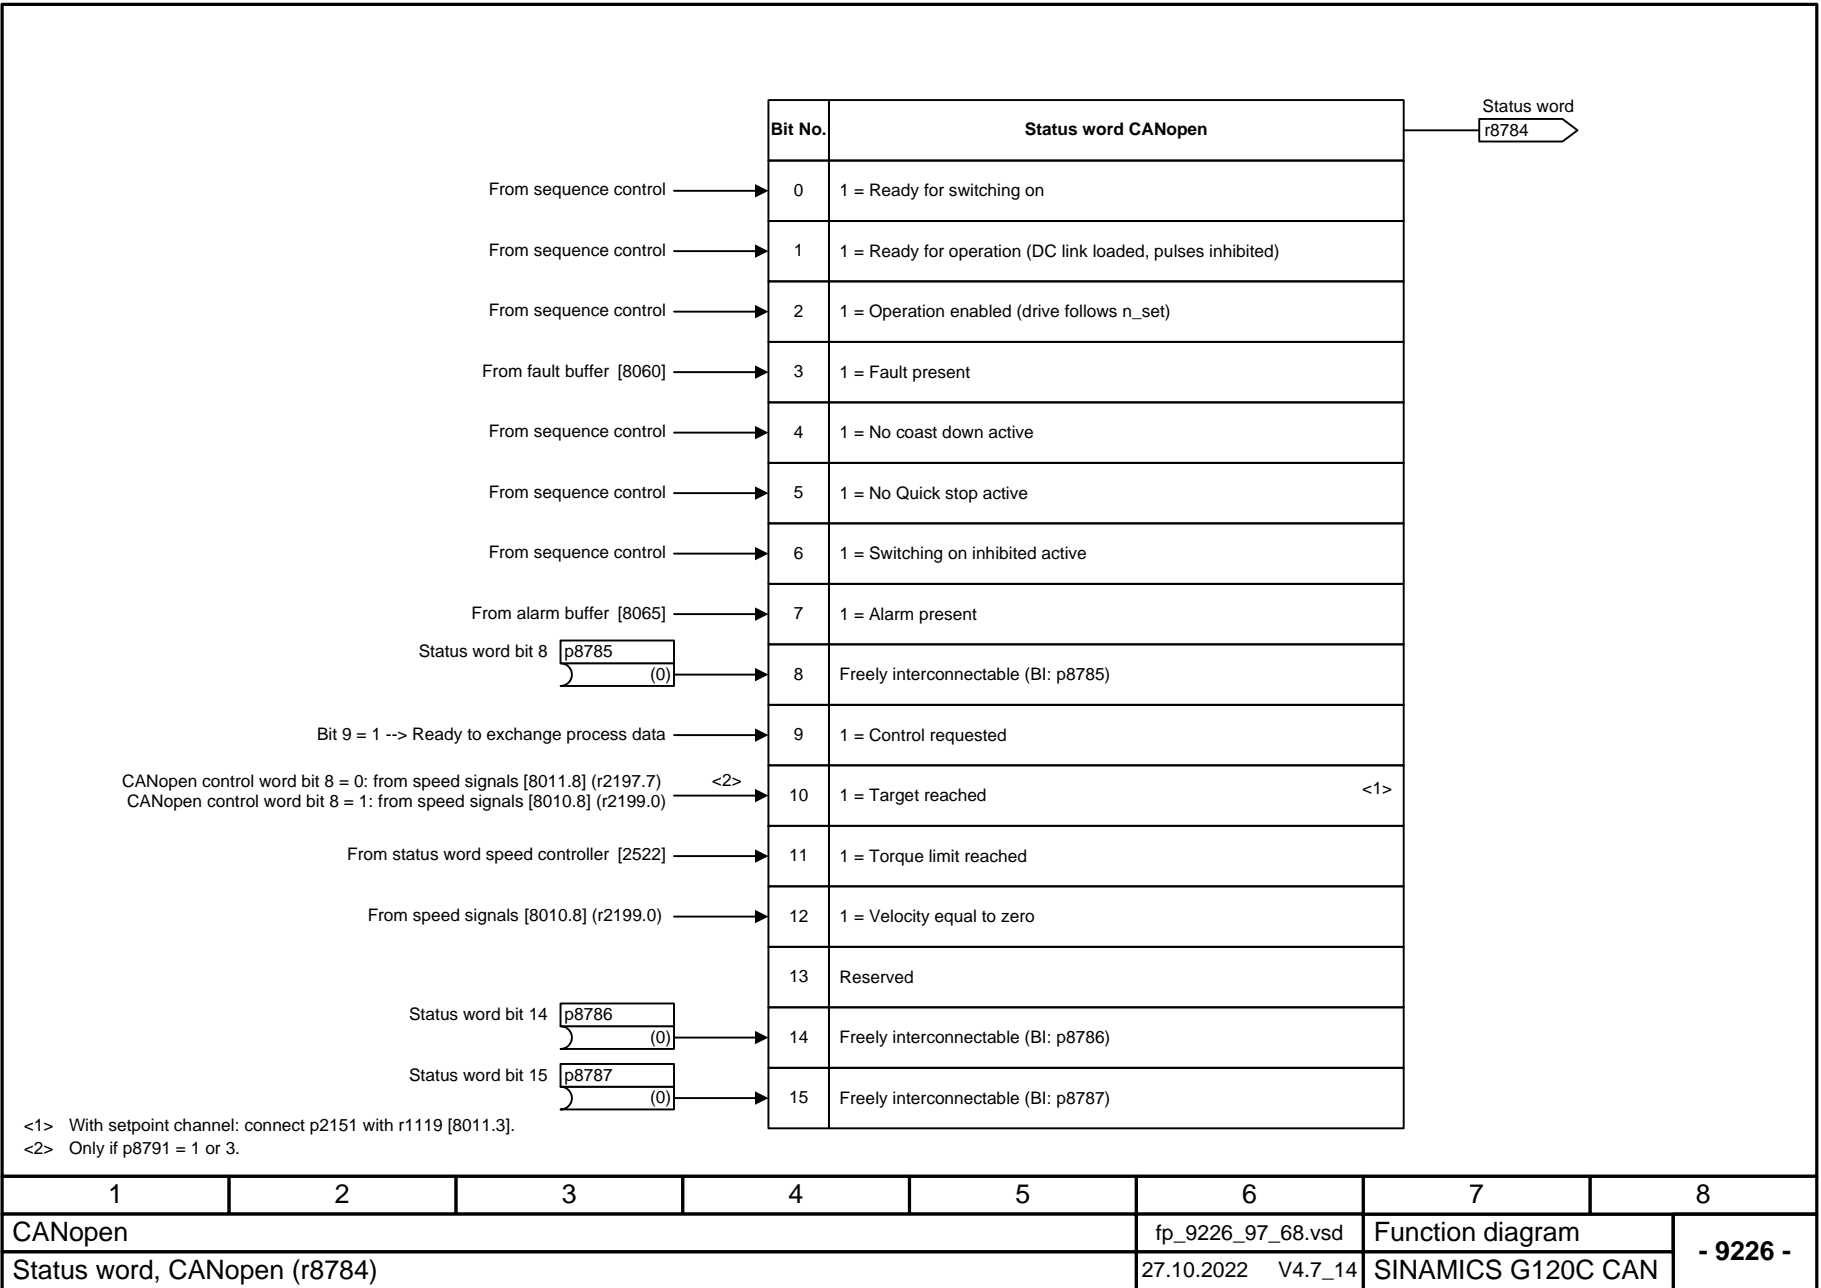 Status word
r8784
Bit No. Status word CANopen
From sequence control 0 1 = Ready for switching on
From sequence control 1 1 = Ready for operation (DC link loaded, pulses inhibited)
From sequence control 2 1 = Operation enabled (drive follows n_set)
From fault buffer [8060] 3 1 = Fault present
From sequence control 4 1 = No coast down active
From sequence control 5 1 = No Quick stop active
From sequence control 6 1 = Switching on inhibited active
From alarm buffer [8065] 7 1 = Alarm present
Status word bit 8 p8785
(0) 8 Freely interconnectable (BI: p8785)
Bit 9 = 1 --> Ready to exchange process data 9 1 = Control requested
CANopen control word bit 8 = 0: from speed signals [8011.8] (r2197.7) <2>
CANopen control word bit 8 = 1: from speed signals [8010.8] (r2199.0) 10 1 = Target reached <1>
From status word speed controller [2522] 11 1 = Torque limit reached
From speed signals [8010.8] (r2199.0) 12 1 = Velocity equal to zero
13 Reserved
Status word bit 14 p8786
(0) 14 Freely interconnectable (BI: p8786)
Status word bit 15 p8787
(0) 15 Freely interconnectable (BI: p8787)
<1> With setpoint channel: connect p2151 with r1119 [8011.3].
<2> Only if p8791 = 1 or 3.
1 2 3 4 5 6 7 8
CANopen fp_9226_97_68.vsd Function diagram - 9226 -
Status word, CANopen (r8784) 27.10.2022 V4.7_14 SINAMICS G120C CAN